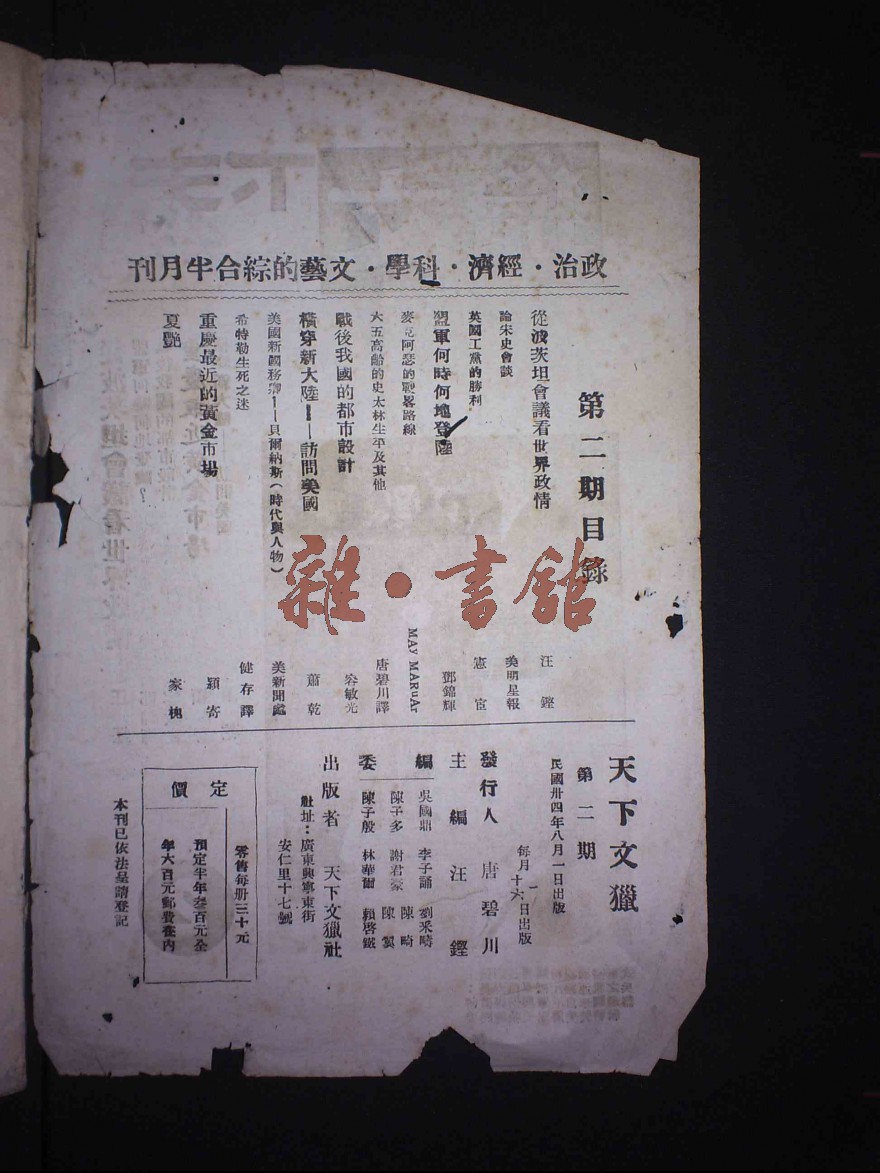 政治·經濟·科學·文藝的綜合半月刊
第二期目錄
從波茨坦會議看世界政情 汪鏗
論宋史會談 美明星報
英國工黨的勝利 憲宦
盟軍何時何地登陸 鄧錦輝
麥克阿瑟的戰畧路線 MAy MARuAr
六五高齡的史太林生平及其他 唐碧川譯
戰後我國的都市設計 容敏光
橫穿新大陸——訪問美國 蕭乾
美國新國務卿——貝爾納斯(時代與人物) 美新聞處
希特勒生死之迷 健存譯
重慶最近的黃金市場 穎寄
夏艷 家槐
雜·書館
天下文獵
第二期
民國卅四年八月一日出版
每月十一六日出版
發行人 唐碧川
主編 汪鏗
編委
吳國鼎 李子誦 劉釆疇
陳子多 謝君豪 陳畸
陳子殷 林華爾 陳賴啓鐵
出版者 天下文獵社
社址:廣東興寧東街
安仁里十七號
定價
零售每册三十元
預定半年叁百元全
年六百元郵費在內
本刊已依法呈請登記